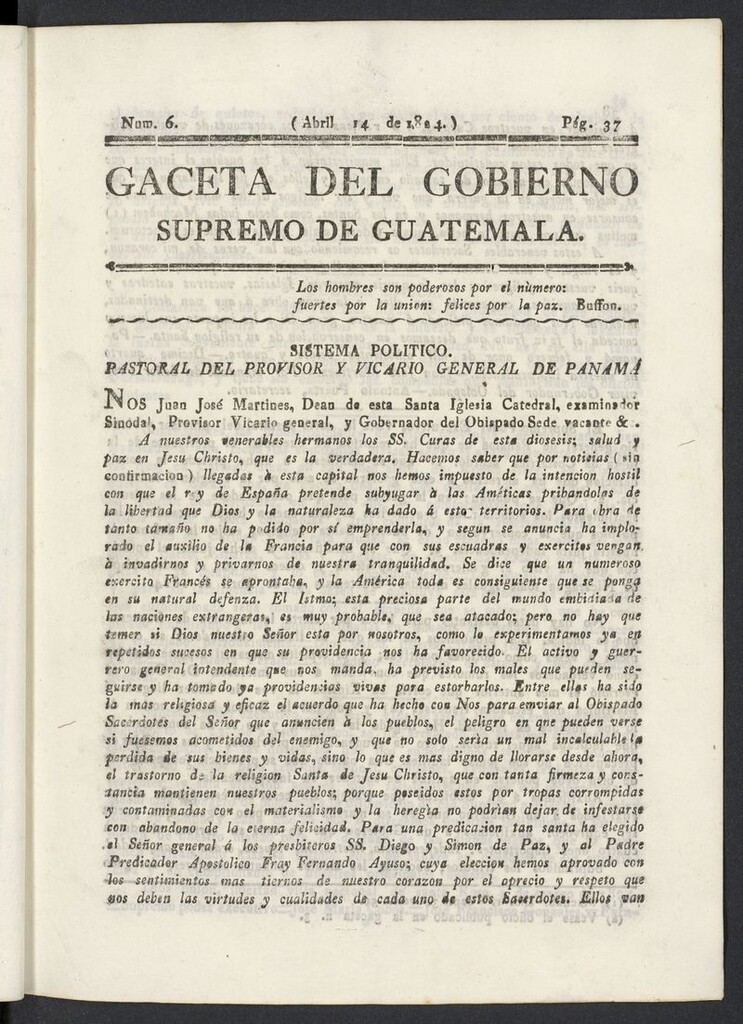 Num. 6. ( Abril 14 de 1824. ) Pág. 37
GACETA DEL GOBIERNO
SUPREMO DE GUATEMALA.
Los hombres son poderosos por el nùmero:
fuertes por la union: felices por la paz. Buffon.
SISTEMA POLITICO.
PASTORAL DEL PROVISOR Y VICARIO GENERAL DE PANAMÁ
NOS Juan José Martines, Dean de esta Santa Iglesia Catedral, examinador
Sinodal, Provisor Vicario general, y Gobernador del Obispado Sede vacante &.
A nuestros venerables hermanos los SS. Curas de esta diosesis; salud y
paz en Jesu Christo, que es la verdadera. Hacemos saber que por notisias ( sin
confirmacion ) llegadas à esta capital nos hemos impuesto de la intencion hostil
con que el rey de España pretende subyugar à las Américas pribandolas de
la libertad que Dios y la naturaleza ha dado á estos territorios. Para obra de
tanto tamaño no ha podido por sí emprenderla, y segun se anuncia ha implo-
rado el auxilio de la Francia para que con sus escuadras y exercitos vengan
à invadirnos y privarnos de nuestra tranquilidad. Se dice que un numeroso
exercito Francés se aprontaba, y la América toda es consiguiente que se ponga
en su natural defenza. El Istmo; esta preciosa parte del mundo embidiada de
las naciones extrangeras, es muy probable, que sea atacado; pero no hay que
temer si Dios nuestro Señor esta por nosotros, como lo experimentamos ya en
repetidos sucesos en que su providencia nos ha favorecido. El activo y guer-
rero general intendente que nos manda, ha previsto los males que pueden se-
guirse y ha tomado ya providencias vivas para estorbarlos. Entre ellas ha sido
la mas religiosa y eficaz el acuerdo que ha hecho con Nos para emviar al Obispado
Sacerdotes del Señor que anuncien à los pueblos, el peligro en que pueden verse
si fuesemos acometidos del enemigo, y que no solo seria un mal incalculable la
perdida de sus bienes y vidas, sino lo que es mas digno de llorarse desde ahora,
el trastorno de la religion Santa de Jesu Christo, que con tanta firmeza y cons-
tancia mantienen nuestros pueblos; porque poseidos estos por tropas corrompidas
y contaminadas con el materialismo y la heregia no podrian dejar de infestarse
con abandono de la eterna felicidad. Para una predicacion tan santa ha elegido
el Señor general á los presbiteros SS. Diego y Simon de Paz, y al Padre
Predicador Apostolico Fray Fernando Ayuso; cuya eleccion hemos aprovado con
los sentimientos mas tiernos de nuestro corazon por el aprecio y respeto que
nos deben las virtudes y cualidades de cada uno de estos Sacerdotes. Ellos van